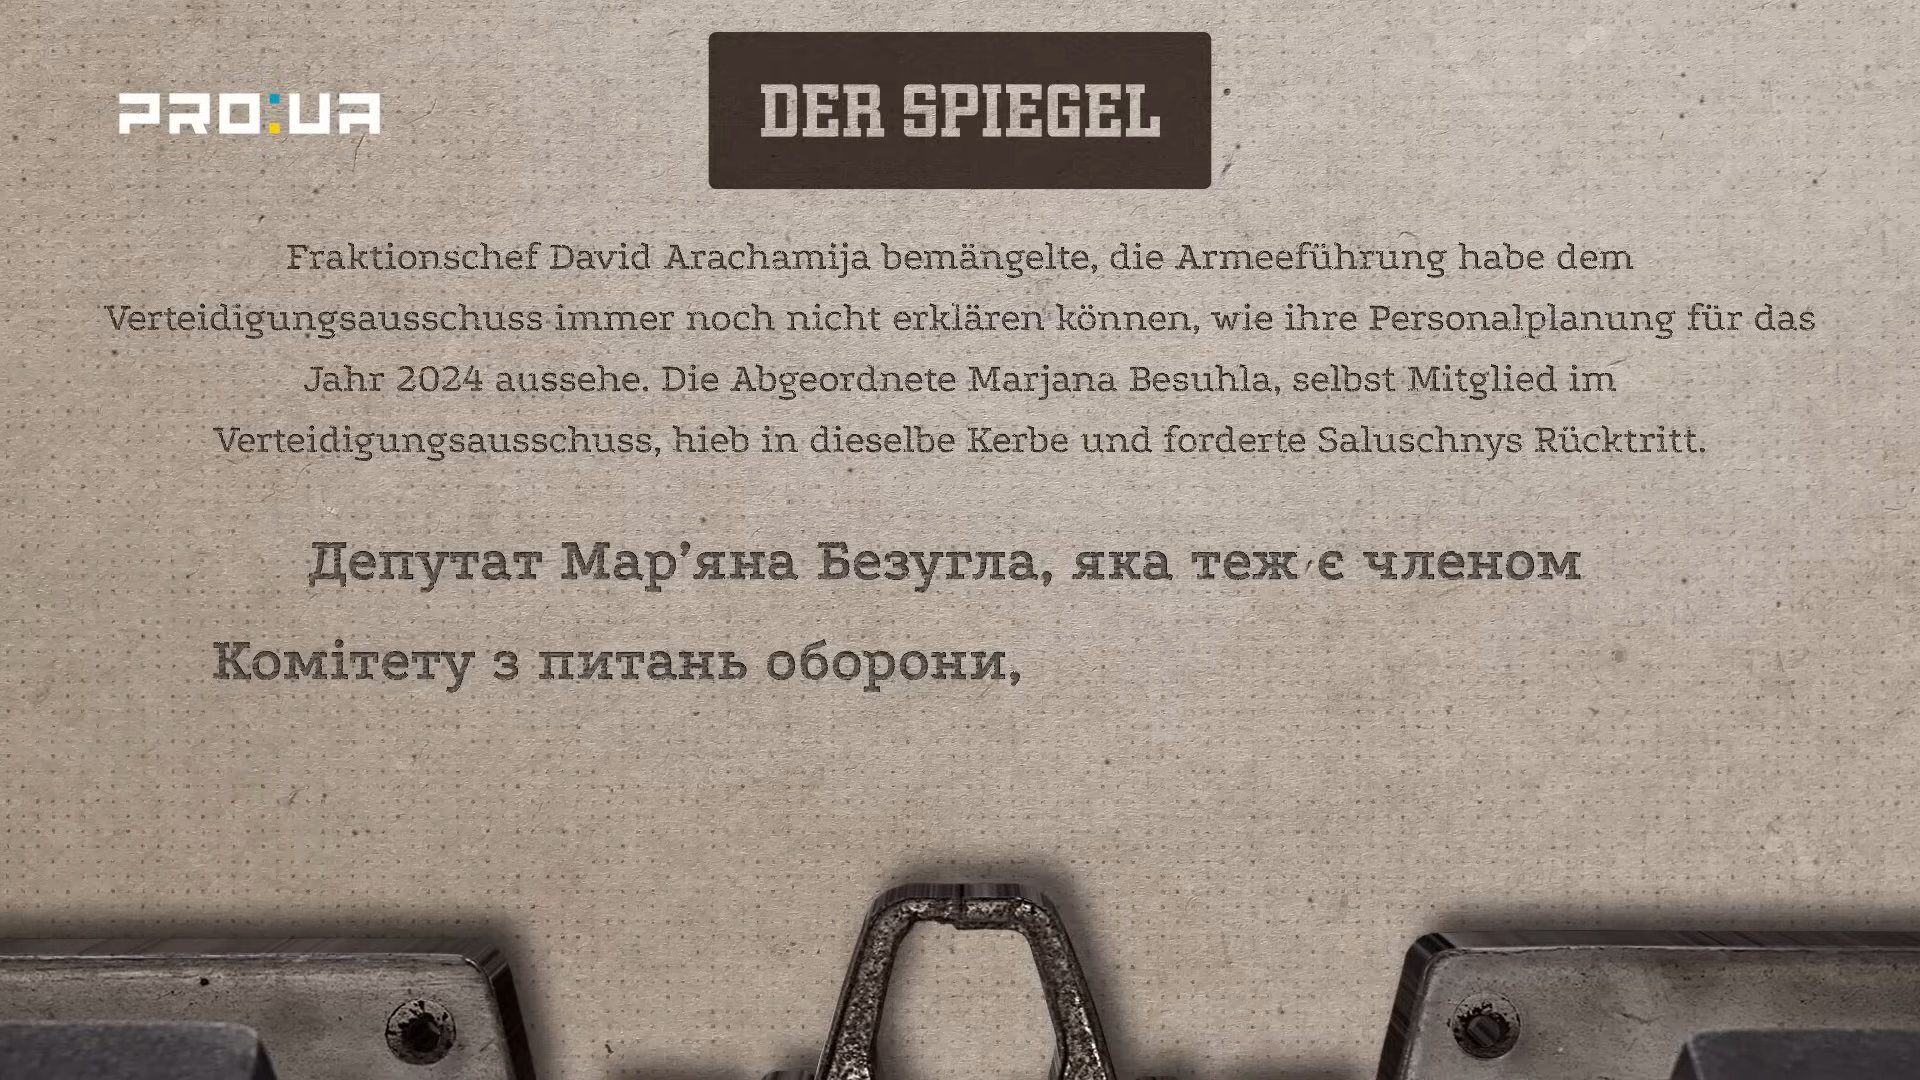 PRO:UA
DER SPIEGEL
Fraktionschef David Arachamija bemängelte, die Armeeführung habe dem
Verteidigungsausschuss immer noch nicht erklären können, wie ihre Personalplanung für das
Jahr 2024 aussehe. Die Abgeordnete Marjana Besuhla, selbst Mitglied im
Verteidigungsausschuss, hieb in dieselbe Kerbe und forderte Saluschnys Rücktritt.
Депутат Мар’яна Безугла, яка теж є членом
Комітету з питань оборони,